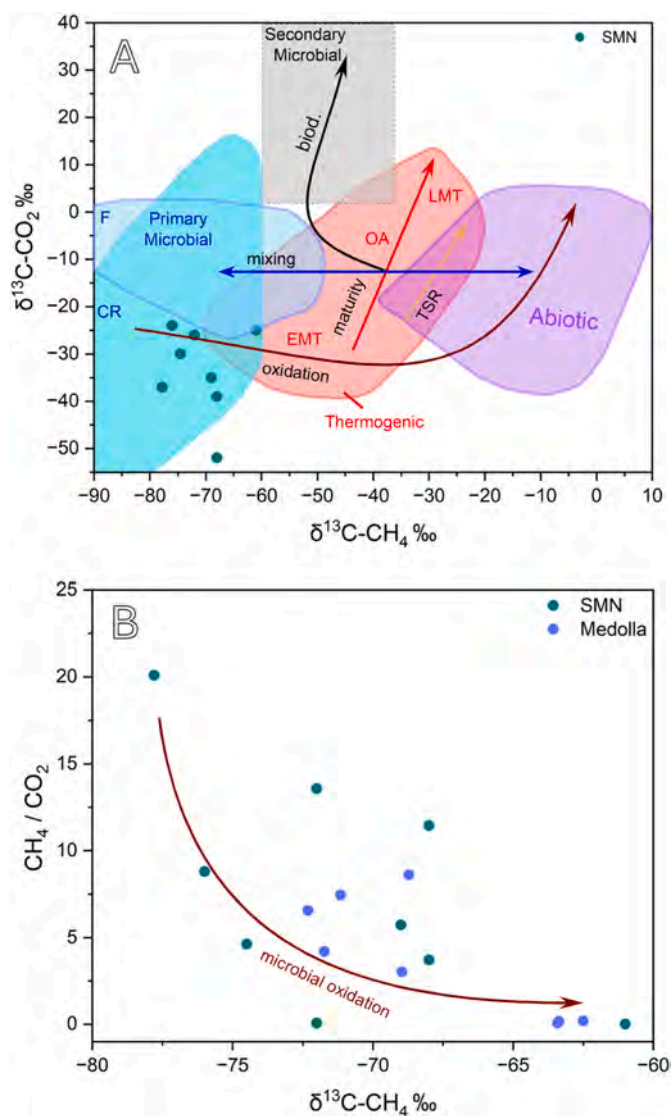 A
SMN
Secondary
Microbial
biod.
F
Primary
Microbial
CR
mixing
OA
LMT
maturity
TSR
EMT
oxidation
Abiotic
Thermogenic
40
30
20
10
0
−10
−20
−30
−40
−50
δ¹³C-CO₂ ‰
−90 −80 −70 −60 −50 −40 −30 −20 −10 0 10
δ¹³C-CH₄ ‰
B
SMN
Medolla
microbial oxidation
25
20
15
10
5
0
CH₄ / CO₂
−80 −75 −70 −65 −60
δ¹³C-CH₄ ‰